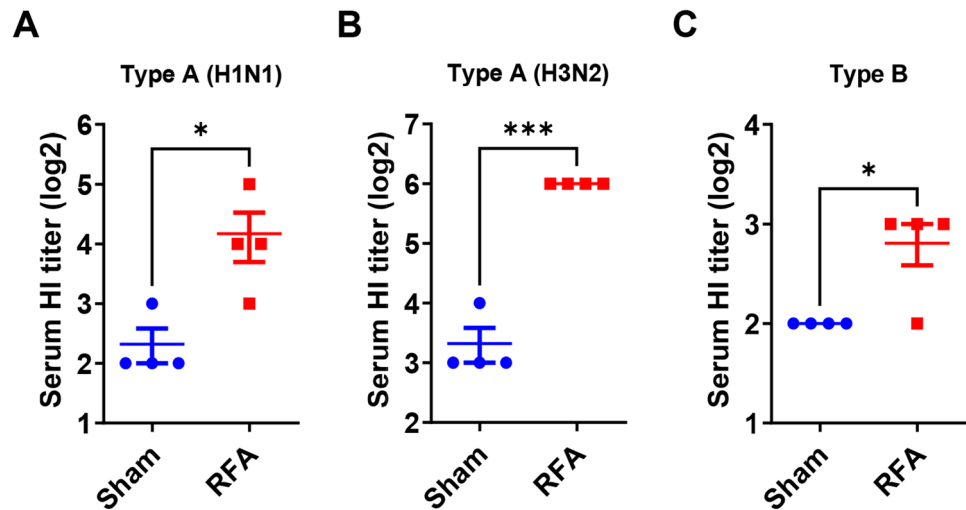 A
Type A (H1N1)
Serum HI titer (log2)
6
5
4
3
2
1
*
Sham
RFA
B
Type A (H3N2)
Serum HI titer (log2)
7
6
5
4
3
2
***
Sham
RFA
C
Type B
Serum HI titer (log2)
4
3
2
1
*
Sham
RFA